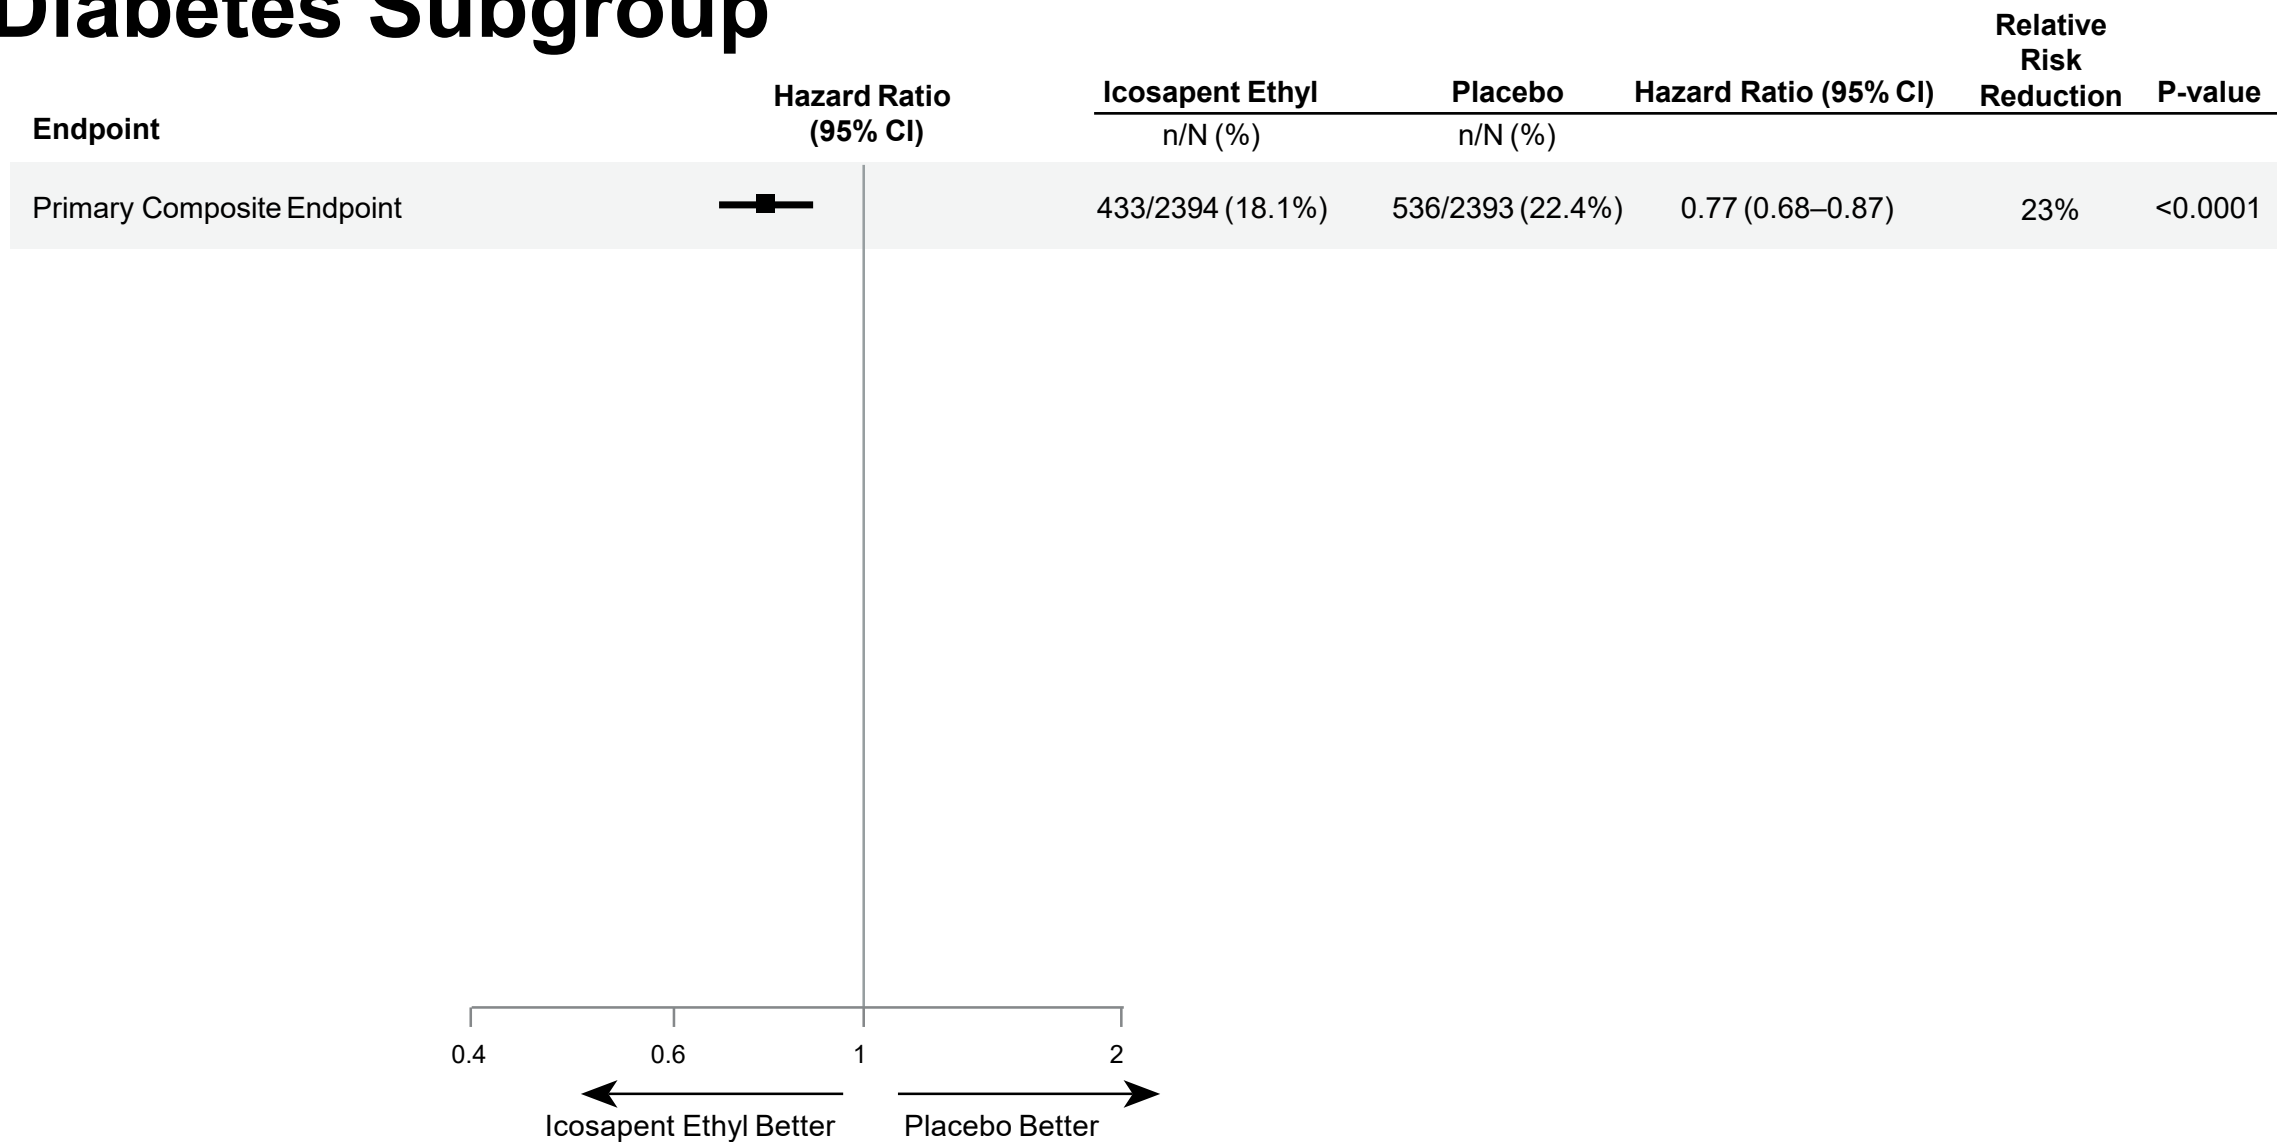 Diabetes Subgroup
Endpoint
Hazard Ratio
(95% CI)
Icosapent Ethyl
n/N (%)
Placebo
n/N (%)
Hazard Ratio (95% CI)
Relative
Risk
Reduction
P-value
Primary Composite Endpoint 433/2394 (18.1%) 536/2393 (22.4%) 0.77 (0.68–0.87) 23% <0.0001
0.4 0.6 1 2
Icosapent Ethyl Better Placebo Better